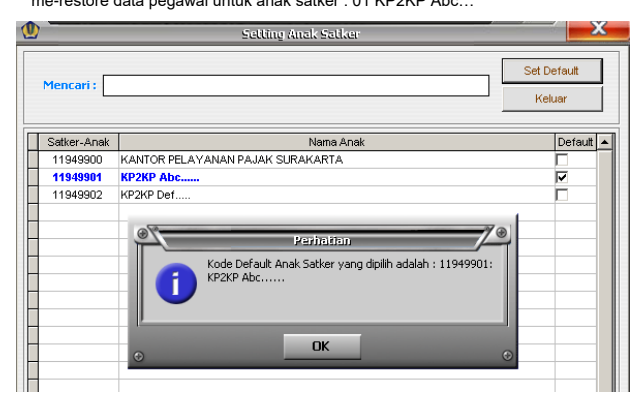 me-restore data pegawai untuk anak satker : 01 KP2KP Abc…
Setting Anak Satker
X
Mencari :
Set Default
Keluar
Satker-Anak Nama Anak Default
11949900 KANTOR PELAYANAN PAJAK SURAKARTA
11949901 KP2KP Abc......
11949902 KP2KP Def.....
Perhatian
Kode Default Anak Satker yang dipilih adalah : 11949901:
KP2KP Abc......
OK